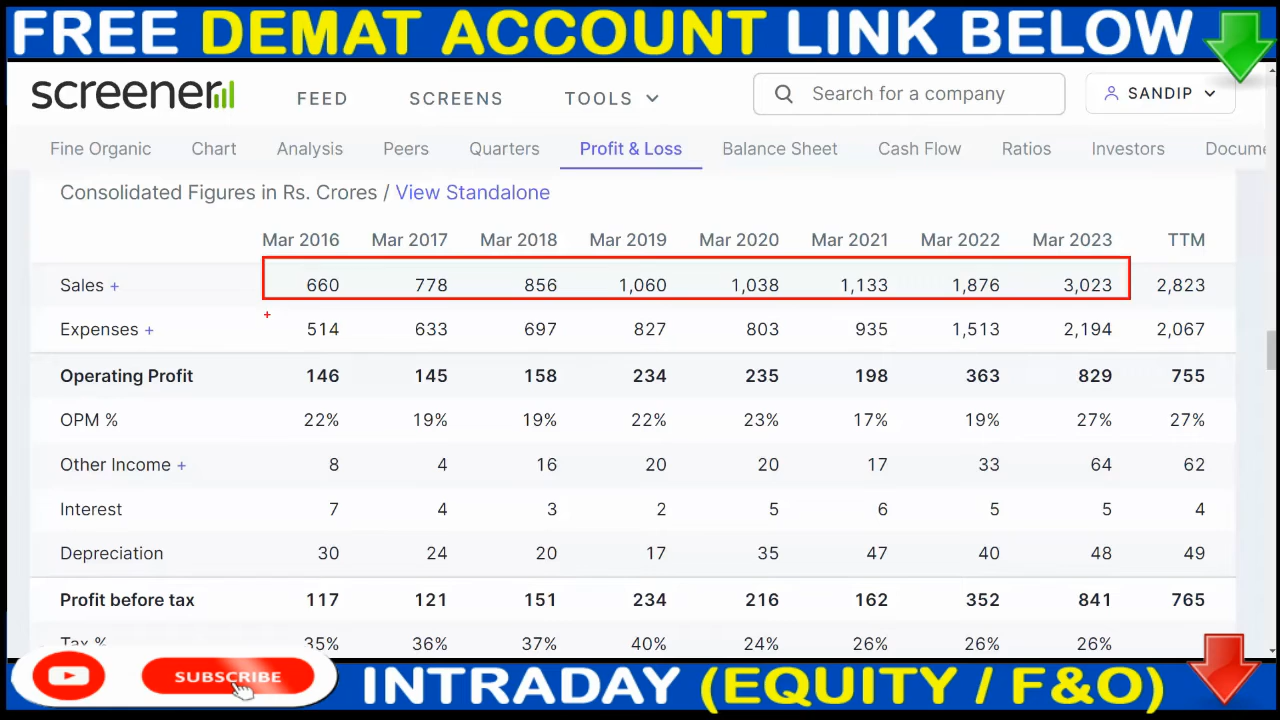 FREE DEMAT ACCOUNT LINK BELOW
screener FEED SCREENS TOOLS Search for a company SANDIP
Fine Organic Chart Analysis Peers Quarters Profit & Loss Balance Sheet Cash Flow Ratios Investors Docume
Consolidated Figures in Rs. Crores / View Standalone
Mar 2016 Mar 2017 Mar 2018 Mar 2019 Mar 2020 Mar 2021 Mar 2022 Mar 2023 TTM
Sales + 660 778 856 1,060 1,038 1,133 1,876 3,023 2,823
Expenses + 514 633 697 827 803 935 1,513 2,194 2,067
Operating Profit 146 145 158 234 235 198 363 829 755
OPM % 22% 19% 19% 22% 23% 17% 19% 27% 27%
Other Income + 8 4 16 20 20 17 33 64 62
Interest 7 4 3 2 5 6 5 5 4
Depreciation 30 24 20 17 35 47 40 48 49
Profit before tax 117 121 151 234 216 162 352 841 765
Tax % 35% 36% 37% 40% 24% 26% 26% 26%
SUBSCRIBE INTRADAY (EQUITY / F&O)